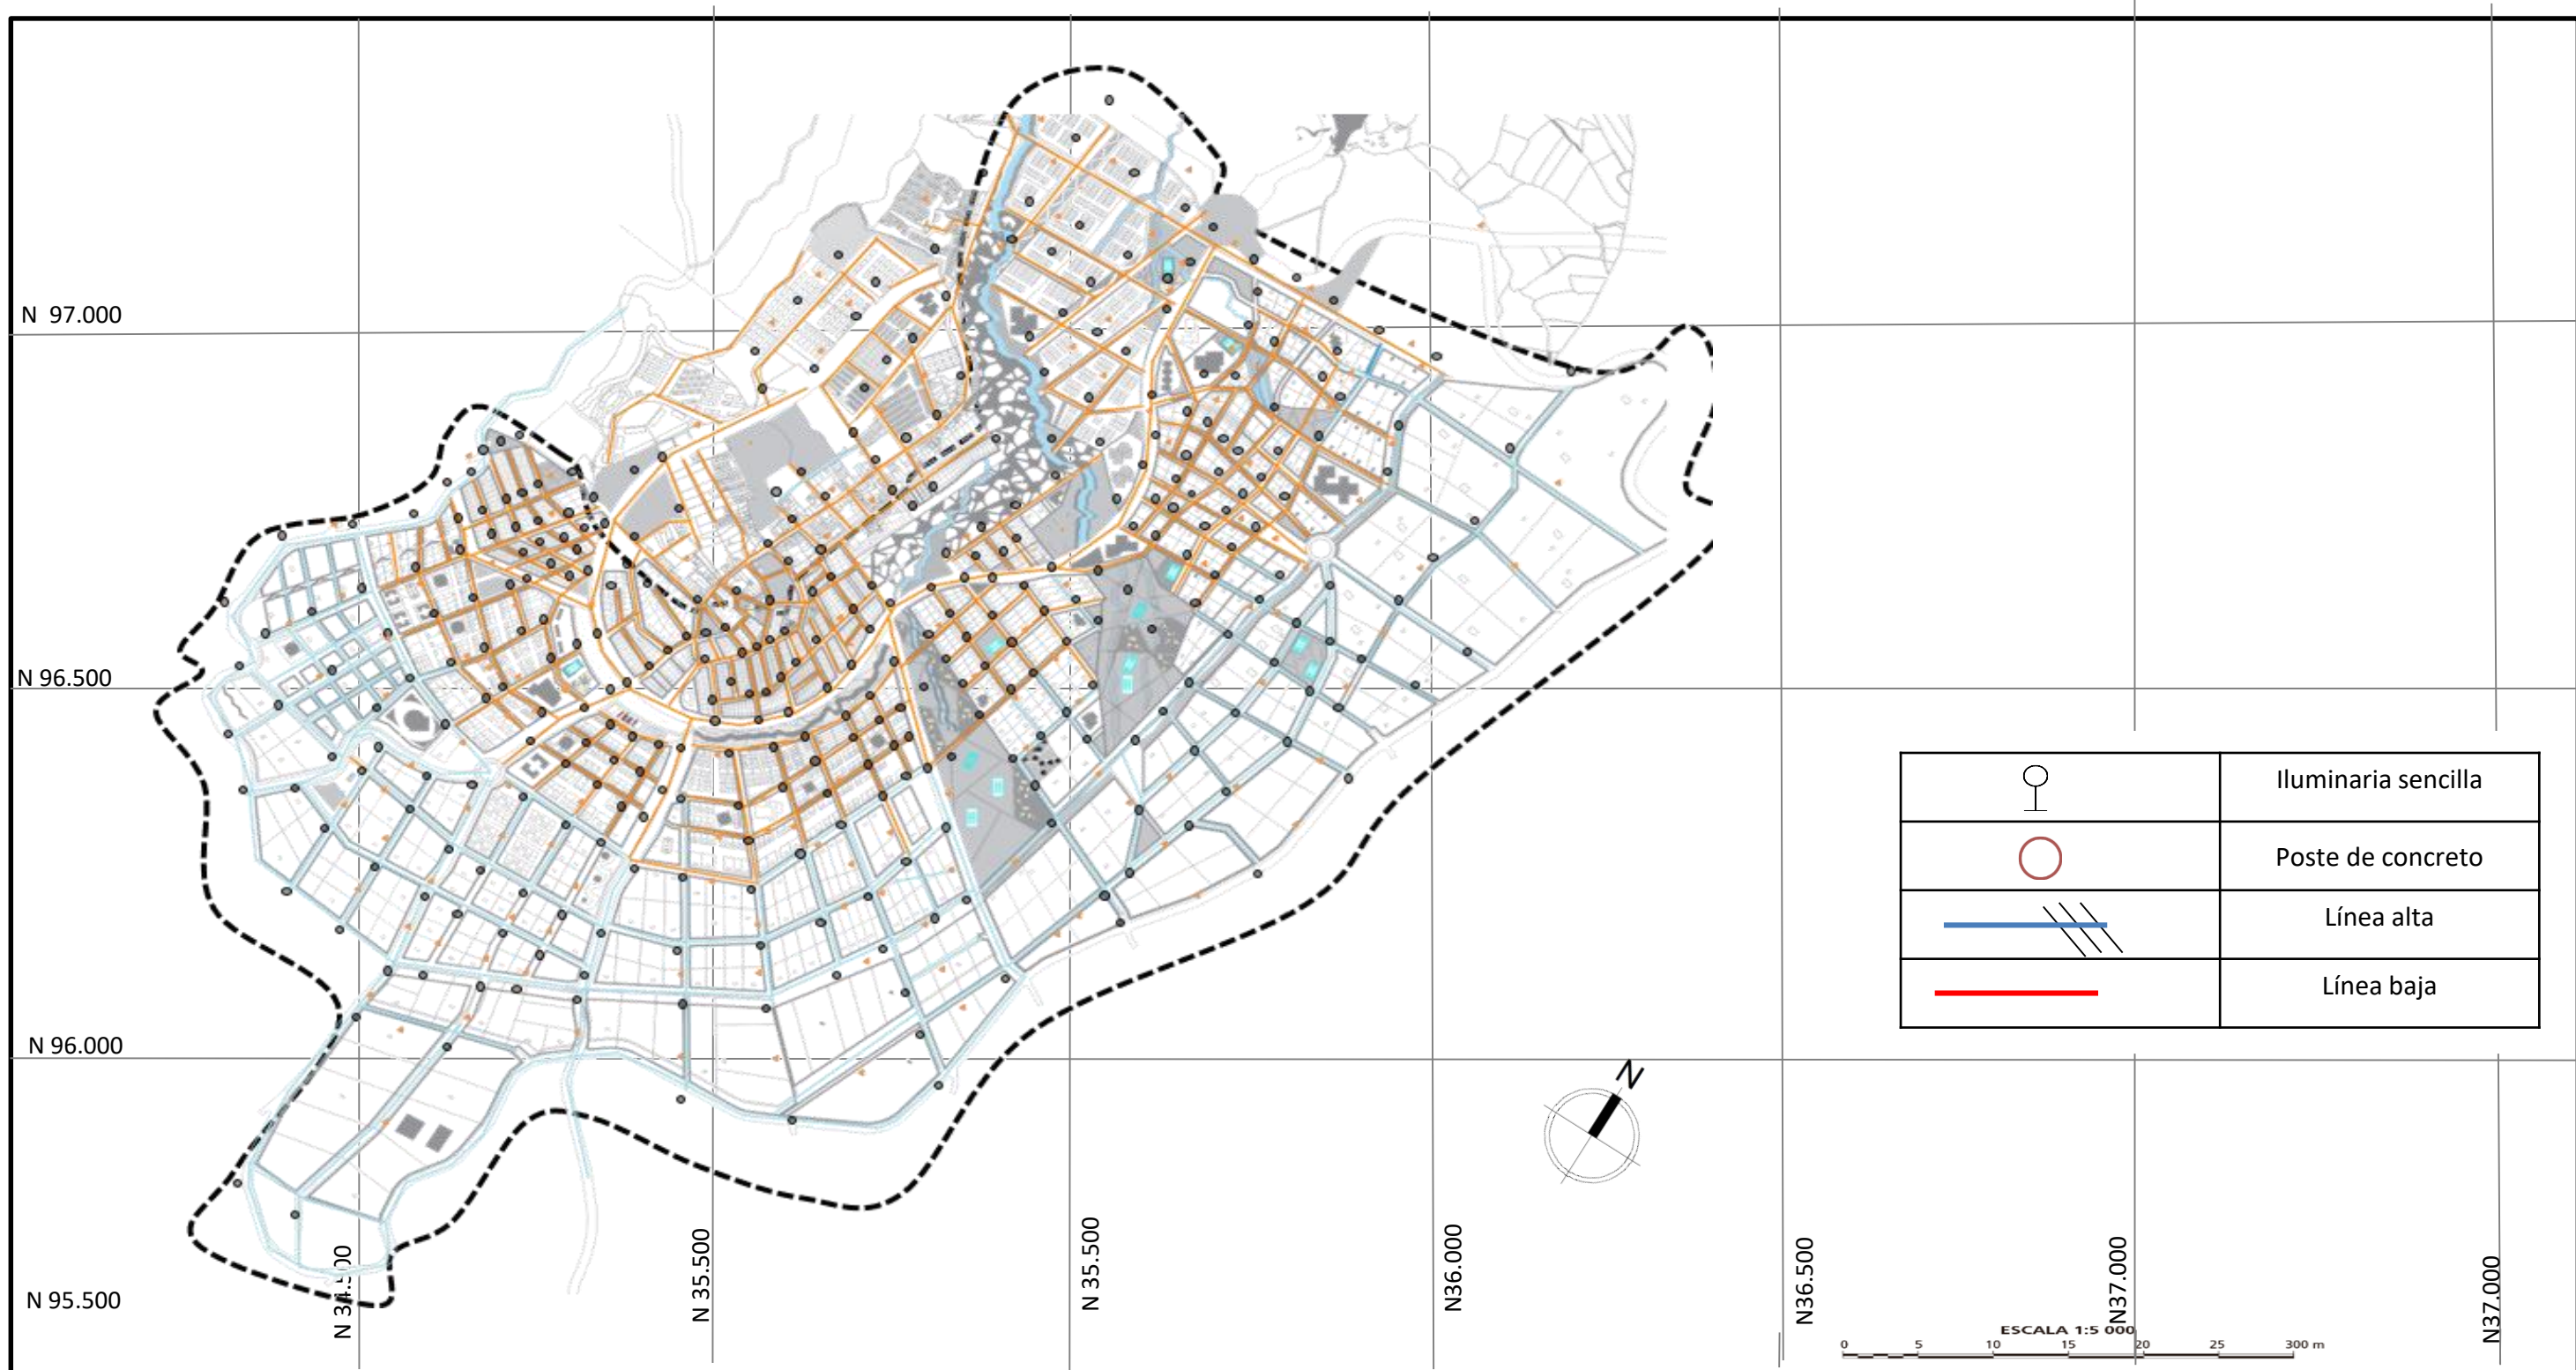 N 97.000
N 96.500
Iluminaria sencilla
Poste de concreto
Línea alta
Línea baja
N 96.000
N
N 95.500
N 34.500
N 35.500
N 35.500
N36.000
N36.500
N37.000
N37.000
ESCALA 1:5 000
0 5 10 15 20 25 300 m